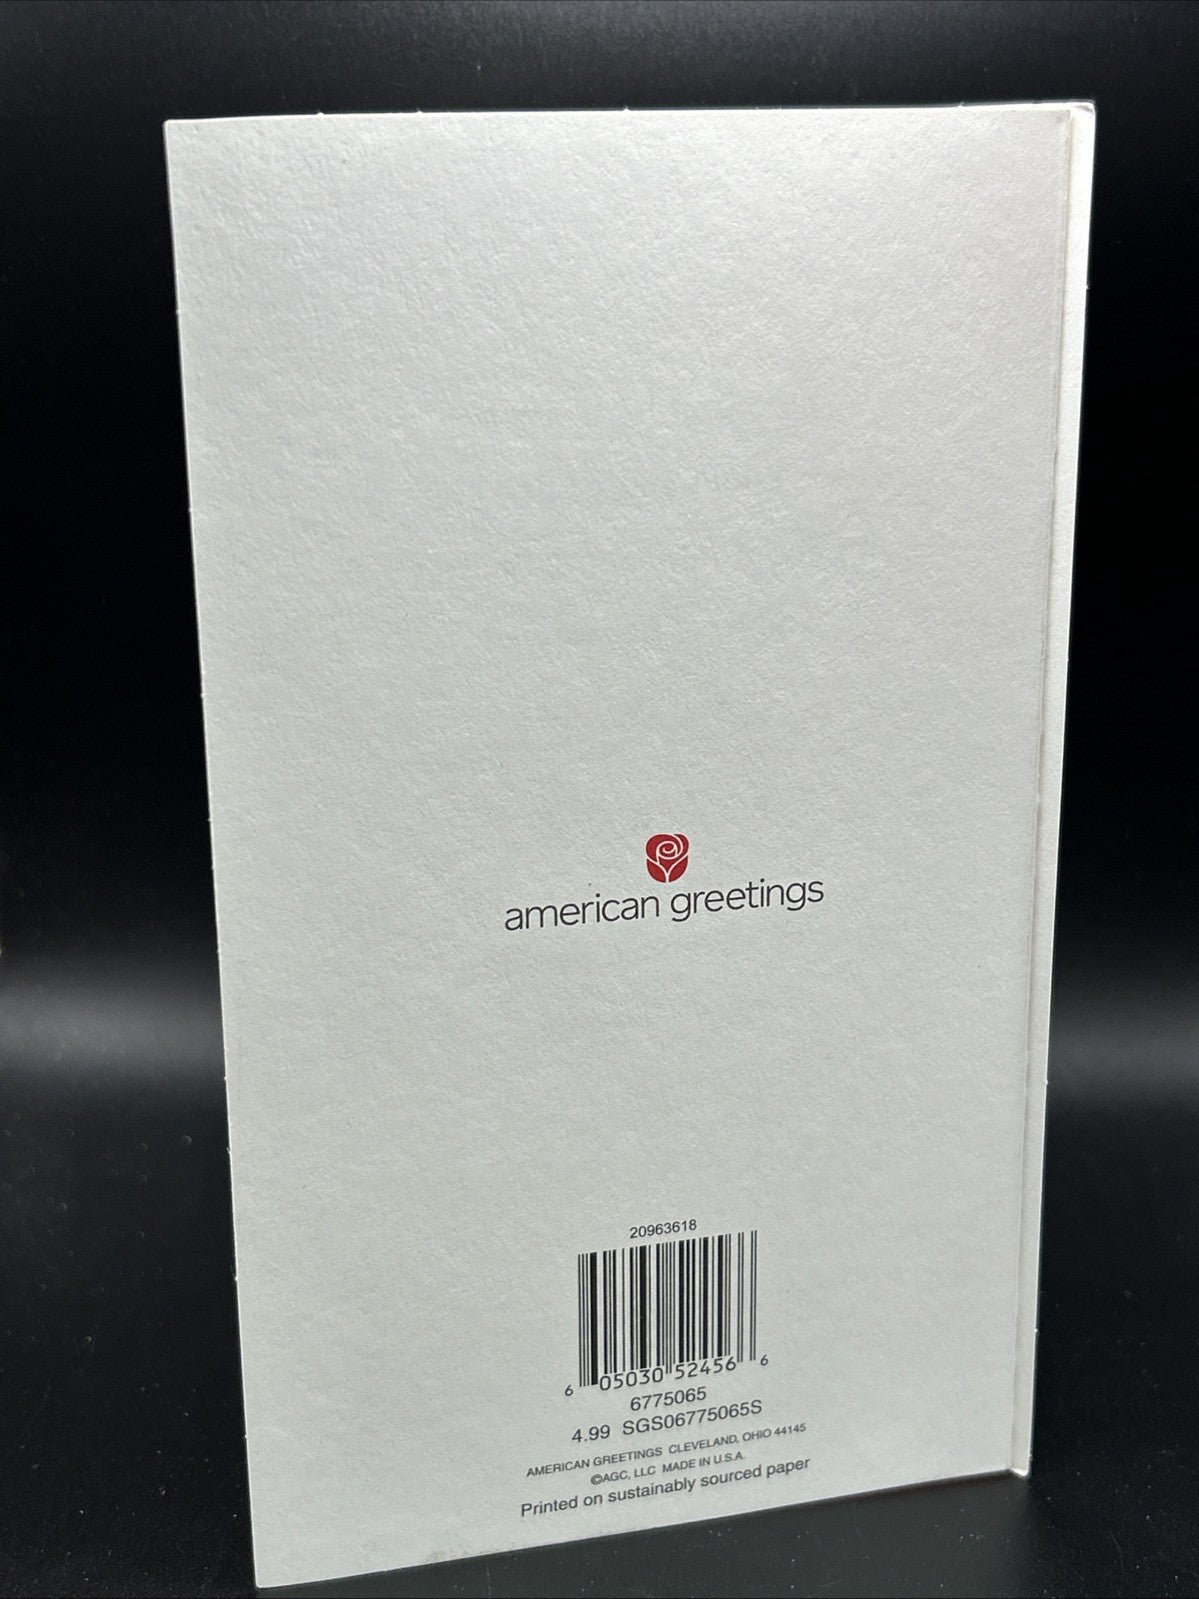 american greetings
20963618
6 05030 52456 6
6775065
4.99 SGS06775065S
AMERICAN GREETINGS CLEVELAND, OHIO 44145
©AGC, LLC MADE IN U.S.A.
Printed on sustainably sourced paper